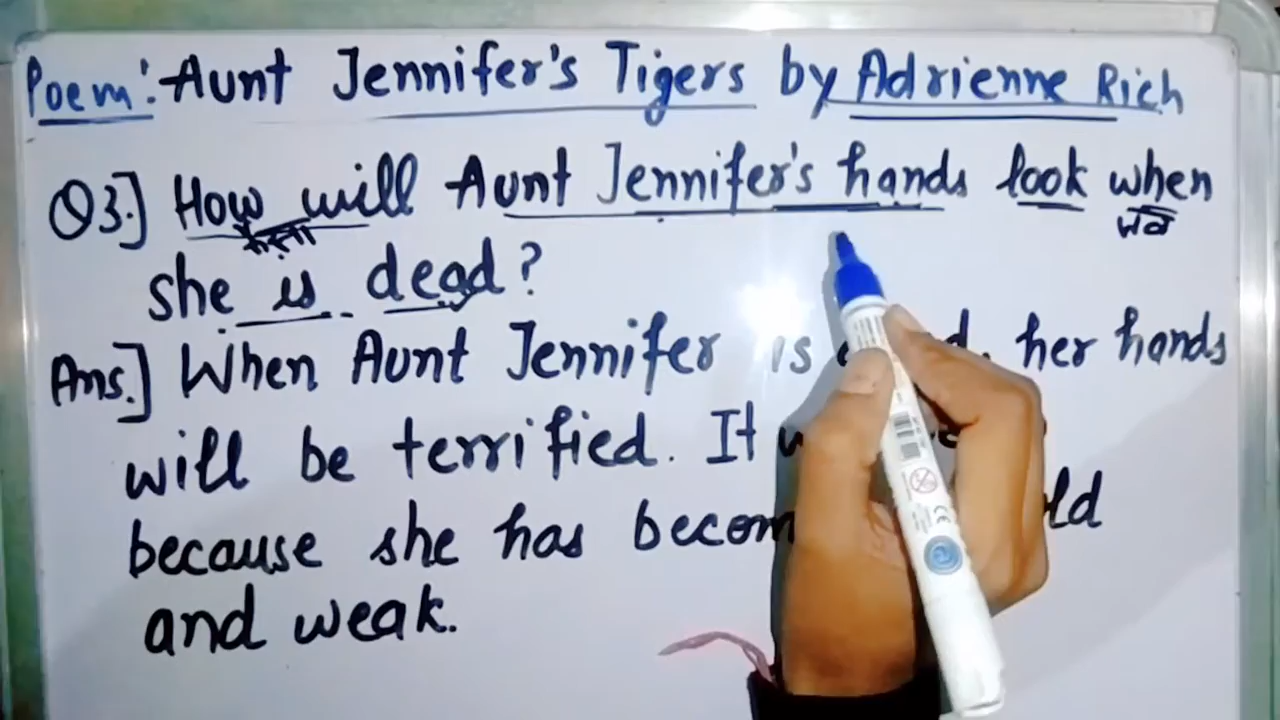 Poem:- Aunt Jennifer's Tigers by Adrienne Rich
Q3.] How will Aunt Jennifer's hands look when
जब
she is dead?
Ans.] When Aunt Jennifer is her hands
will be terrified. It
because she has
and weak.